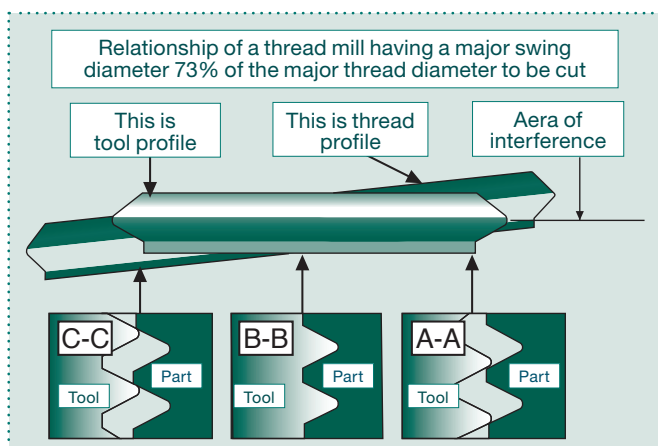 Relationship of a thread mill having a major swing
diameter 73% of the major thread diameter to be cut
This is
tool profile
This is thread
profile
Aera of
interference
C-C
Tool
Part
B-B
Tool
Part
A-A
Tool
Part